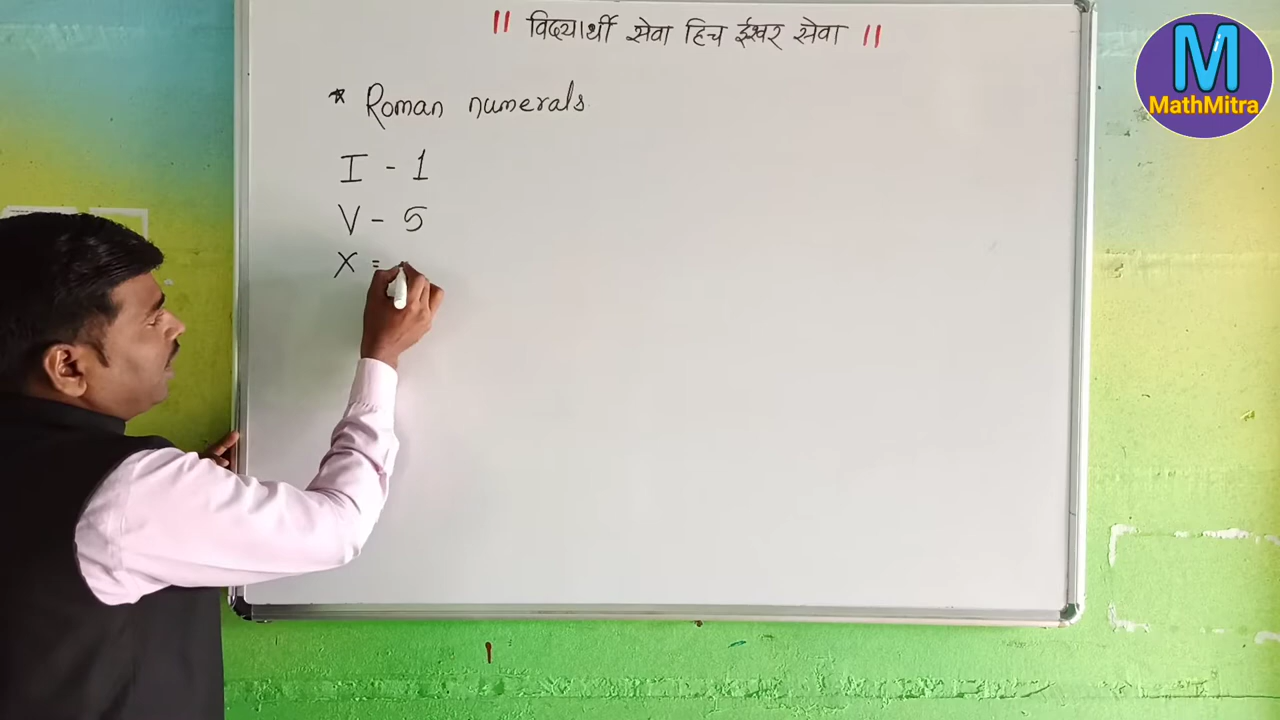 || विद्यार्थी सेवा हिच ईश्वर सेवा ||
M
MathMitra
* Roman numerals
I - 1
V - 5
X =